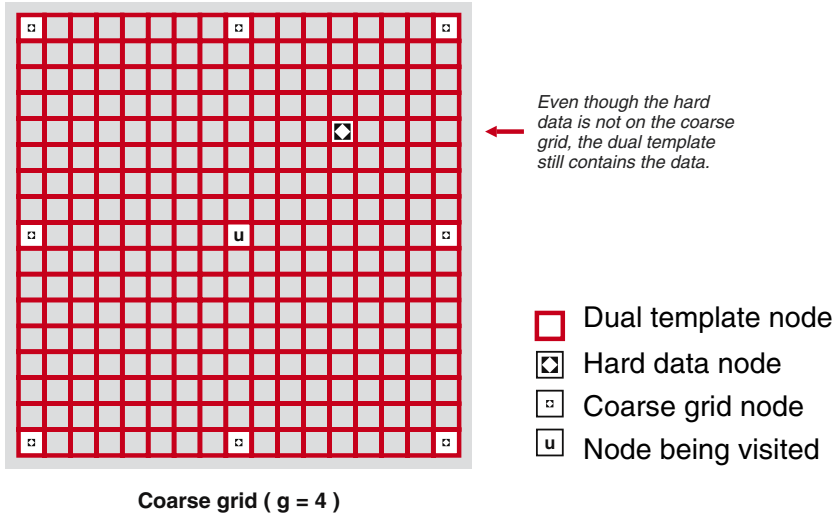 Even though the hard
data is not on the coarse
grid, the dual template
still contains the data.
u
Dual template node
Hard data node
Coarse grid node
u Node being visited
Coarse grid ( g = 4 )